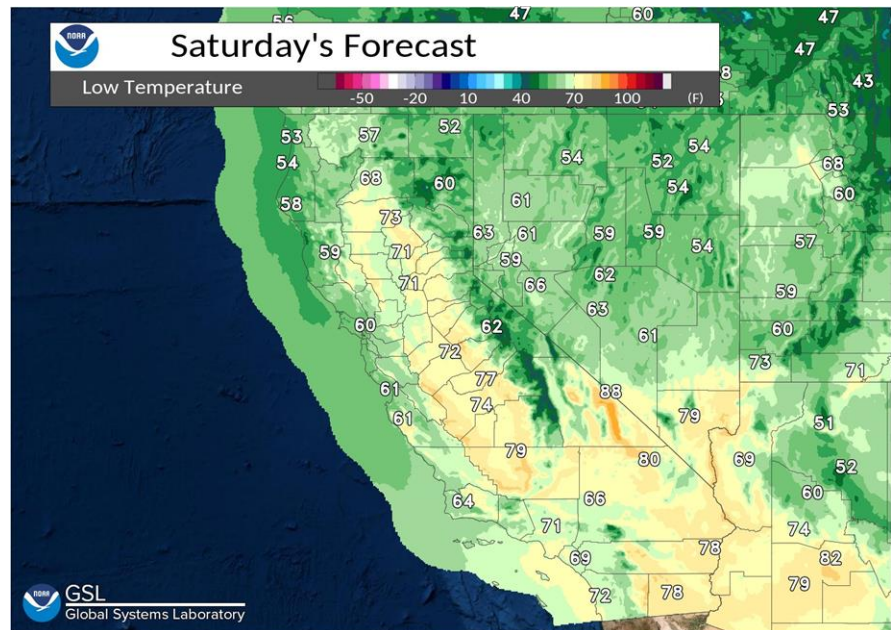 56 47 60 47
NOAA Saturday's Forecast
47
Low Temperature -50 -20 10 40 70 100 (F)
43
53 57 52 53
54 54 52 54 68
68 60 54 60
58 73 61
59 71 63 61 59 59 54 57
59
71 66 62 59
60 62 63 61 60
72 73 71
61 77 88
61 74 79 51
79 80 69 52
64 66 60
71 74
69 78 82
72 78 79
NOAA GSL
Global Systems Laboratory